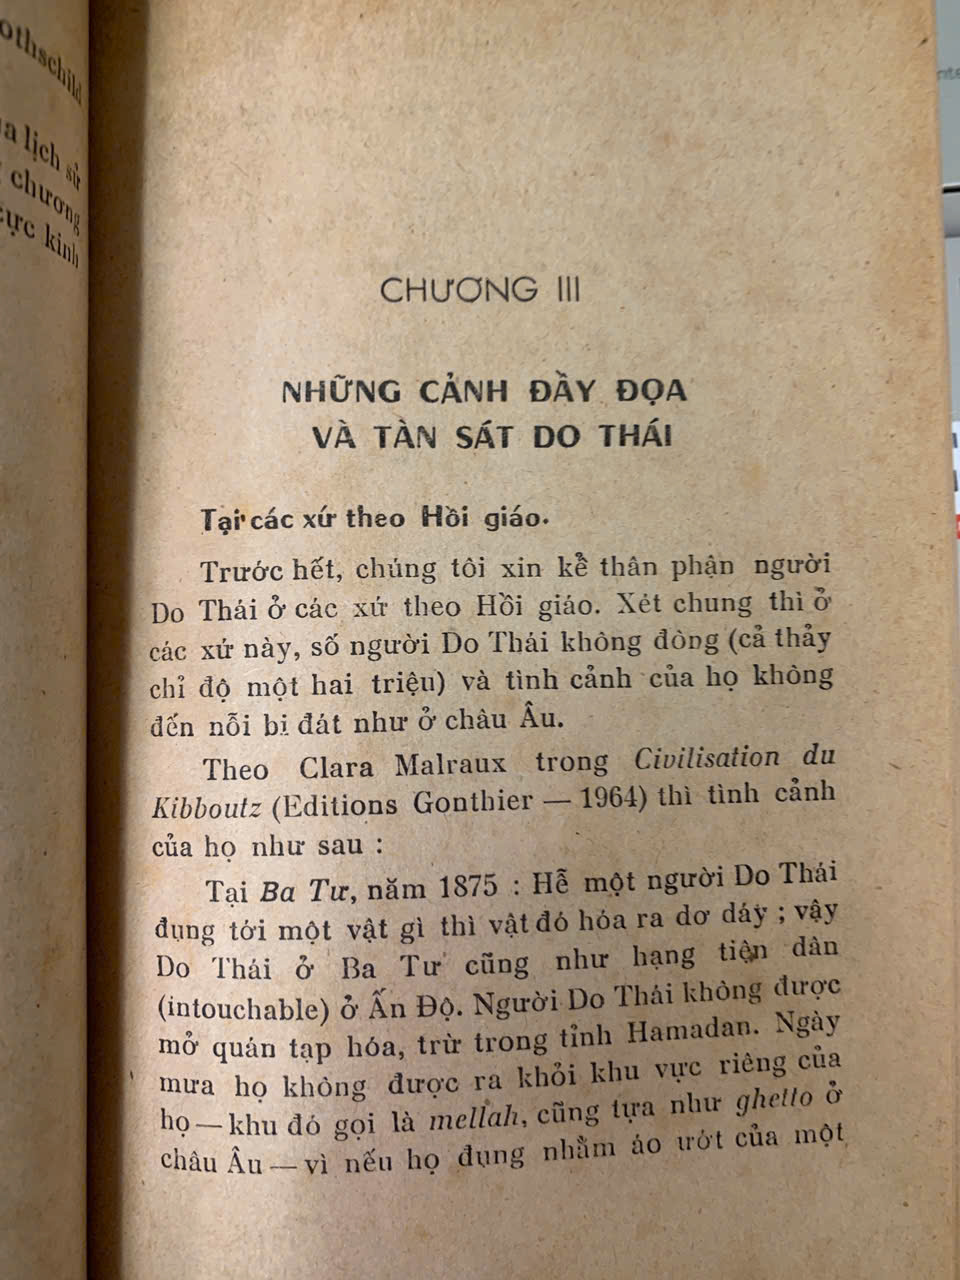 lịch sử
chương
kinh
CHƯƠNG III
NHỮNG CẢNH ĐẦY ĐỌA
VÀ TÀN SÁT DO THÁI
Tại các xứ theo Hồi giáo.
Trước hết, chúng tôi xin kể thân phận người
Do Thái ở các xứ theo Hồi giáo. Xét chung thì ở
các xứ này, số người Do Thái không đông (cả thảy
chỉ độ một hai triệu) và tình cảnh của họ không
đến nỗi bi đát như ở châu Âu.
Theo Clara Malraux trong Civilisation du
Kibboutz (Editions Gonthier — 1964) thì tình cảnh
của họ như sau :
Tại Ba Tư, năm 1875 : Hễ một người Do Thái
đụng tới một vật gì thì vật đó hóa ra dơ dáy ; vậy
Do Thái ở Ba Tư cũng như hạng tiện dân
(intouchable) ở Ấn Độ. Người Do Thái không được
mở quán tạp hóa, trừ trong tỉnh Hamadan. Ngày
mưa họ không được ra khỏi khu vực riêng của
họ — khu đó gọi là mellah, cũng tựa như ghetto ở
châu Âu — vì nếu họ đụng nhằm áo ướt của một